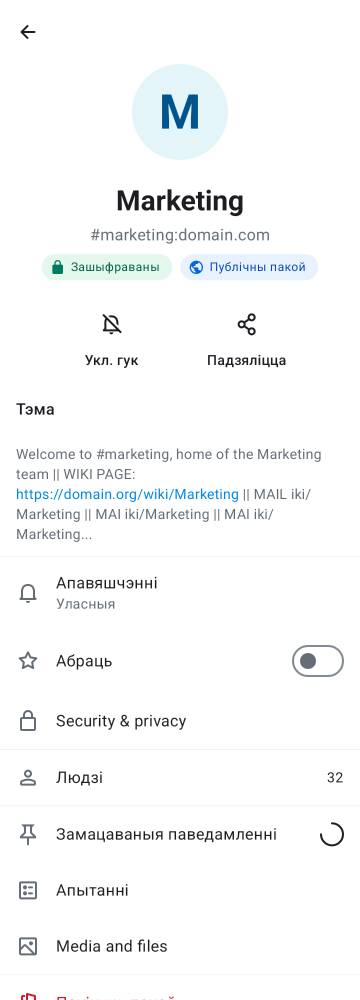 M
Marketing
#marketing:domain.com
Зашыфраваны
Публічны пакой
Укл. гук
Падзяліцца
Тэма
Welcome to #marketing, home of the Marketing
team || WIKI PAGE:
https://domain.org/wiki/Marketing || MAIL iki/
Marketing || MAI iki/Marketing || MAI iki/
Marketing...
Апавяшчэнні
Уласныя
Абраць
Security & privacy
Людзі
32
Замацаваныя паведамленні
Апытанні
Media and files